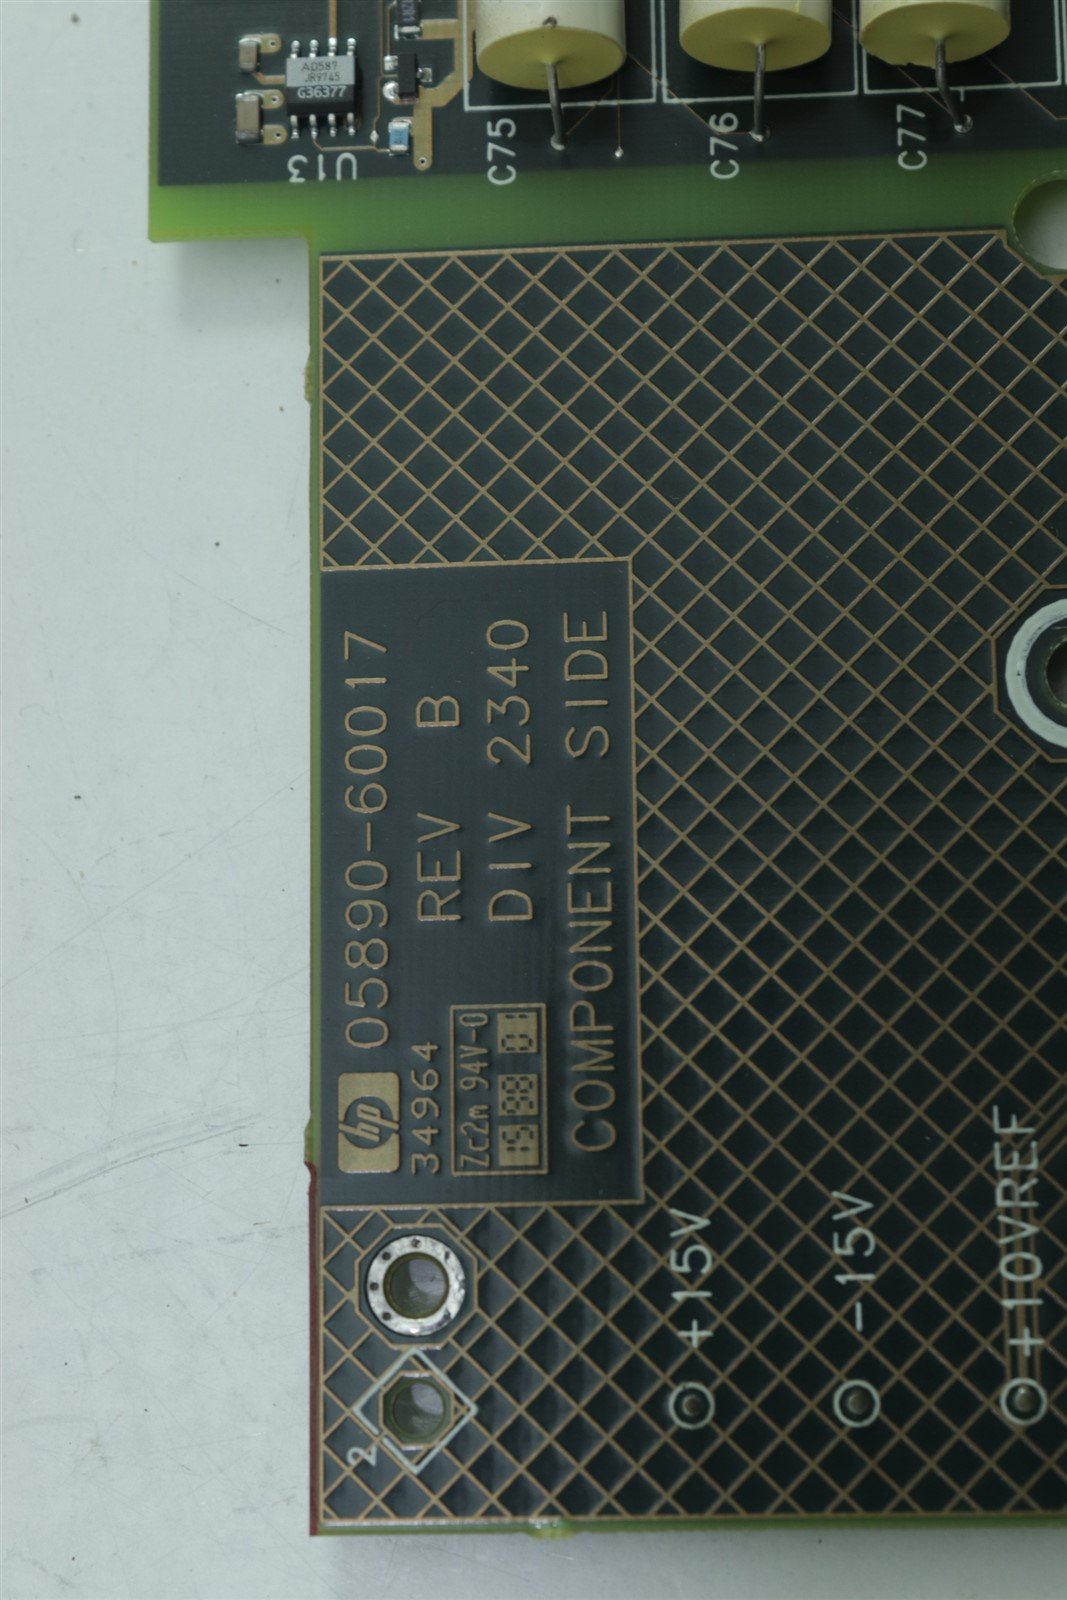 AD587
JR9745
G36377
U13
C75
C76
C77
hp 05890-60017
34964 REV B
Zc2m 94V-0
DIV 2340
COMPONENT SIDE
+15V
-15V
+10VREF
2